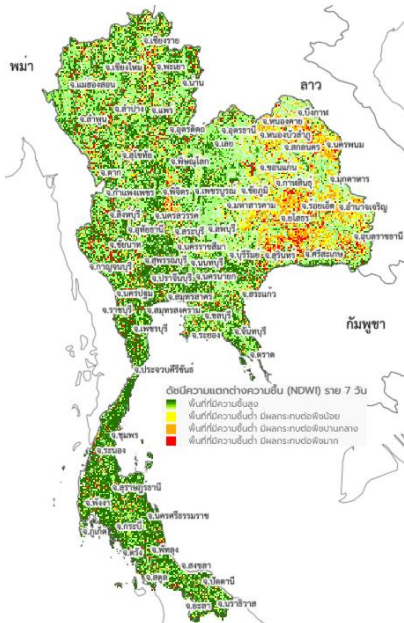 จ.เชียงราย
พม่า
จ.เชียงใหม่ จ.พะเยา
จ.แม่ฮ่องสอน จ.น่าน
ลาว
จ.ลำปาง จ.แพร่
จ.บึงกาฬ
จ.ลำพูน
จ.หนองคาย
จ.อุตรดิตถ์ จ.อุดรธานี
จ.หนองบัวลำภู
จ.เลย จ.สกลนคร จ.นครพนม
จ.สุโขทัย
จ.พิษณุโลก
จ.ขอนแก่น
จ.ตาก จ.มุกดาหาร
จ.กำแพงเพชร จ.พิจิตร จ.เพชรบูรณ์ จ.ชัยภูมิ จ.กาฬสินธุ์
จ.มหาสารคาม จ.ร้อยเอ็ด จ.อำนาจเจริญ
จ.สิงห์บุรี จ.นครสวรรค์
จ.ยโสธร
จ.อุทัยธานี จ.สระบุรี จ.ลพบุรี
จ.อุบลราชธานี
จ.ชัยนาท จ.นครราชสีมา
จ.บุรีรัมย์ จ.สุรินทร์ จ.ศรีสะเกษ
จ.กาญจนบุรี จ.สุพรรณบุรี จ.นนทบุรี
จ.ปราจีนบุรี จ.นครนายก
จ.นครปฐม จ.สมุทรสาคร จ.สระแก้ว
จ.ราชบุรี จ.สมุทรสงคราม จ.ชลบุรี
กัมพูชา
จ.เพชรบุรี จ.ระยอง จ.จันทบุรี
จ.ตราด
จ.ประจวบคีรีขันธ์
ดัชนีความแตกต่างความชื้น (NDWI) ราย 7 วัน
พื้นที่ที่มีความชื้นสูง
พื้นที่ที่มีความชื้นต่ำ มีผลกระทบต่อพืชน้อย
พื้นที่ที่มีความชื้นต่ำ มีผลกระทบต่อพืชปานกลาง
พื้นที่ที่มีความชื้นต่ำ มีผลกระทบต่อพืชมาก
จ.ชุมพร
จ.ระนอง
จ.สุราษฎร์ธานี
จ.พังงา
จ.นครศรีธรรมราช
จ.กระบี่
จ.ภูเก็ต
จ.ตรัง จ.พัทลุง
จ.สงขลา
จ.สตูล จ.ปัตตานี
จ.ยะลา จ.นราธิวาส